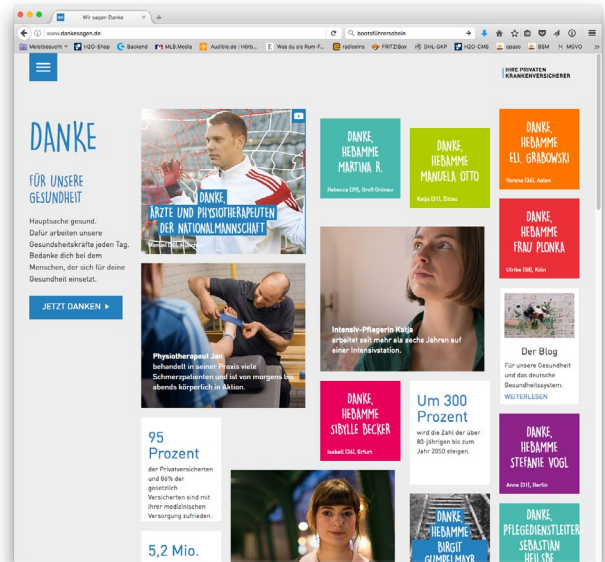 Wir sagen Danke
www.dankesagen.de
bootsführerschein
Meistbesucht
H2O-Shop
Backend
MLB.Media
Audible.de | Hörb...
Was du als Rum-F...
radioeins
FRITZ!Box
DHL-GKP
H2O-CMS
opaso
BSM
MGVO
IHRE PRIVATEN
KRANKENVERSICHERER
DANKE
FÜR UNSERE
GESUNDHEIT
Hauptsache gesund.
Dafür arbeiten unsere
Gesundheitskräfte jeden Tag.
Bedanke dich bei dem
Menschen, der sich für deine
Gesundheit einsetzt.
JETZT DANKEN
DANKE,
ÄRZTE UND PHYSIOTHERAPEUTEN
DER NATIONALMANNSCHAFT
Physiotherapeut Jan
behandelt in seiner Praxis viele
Schmerzpatienten und ist von morgens bis
abends körperlich in Aktion.
95
Prozent
der Privatversicherten
und 86% der
gesetzlich
Versicherten sind mit
ihrer medizinischen
Versorgung zufrieden.
5,2 Mio.
DANKE,
HEBAMME
MARTINA R.
Rebecca (29), Groß Grönau
DANKE,
HEBAMME
MANUELA OTTO
Katja (31), Zittau
Intensiv-Pflegerin Katja
arbeitet seit mehr als sechs Jahren auf
einer Intensivstation.
DANKE,
HEBAMME
SIBYLLE BECKER
Isabell (26), Erfurt
Um 300
Prozent
wird die Zahl der über
80-jährigen bis zum
Jahr 2050 steigen.
DANKE,
HEBAMME
BIRGIT
GUMPELMAYR
DANKE,
HEBAMME
ELI. GRABOWSKI
Verena (36), Aalen
DANKE,
HEBAMME
FRAU PLONKA
Ulrike (58), Köln
Der Blog
Für unsere Gesundheit
und das deutsche
Gesundheitssystem.
WEITERLESEN
DANKE,
HEBAMME
STEFANIE VOGL
Anne (31), Berlin
DANKE,
PFLEGEDIENSTLEITER
SEBASTIAN